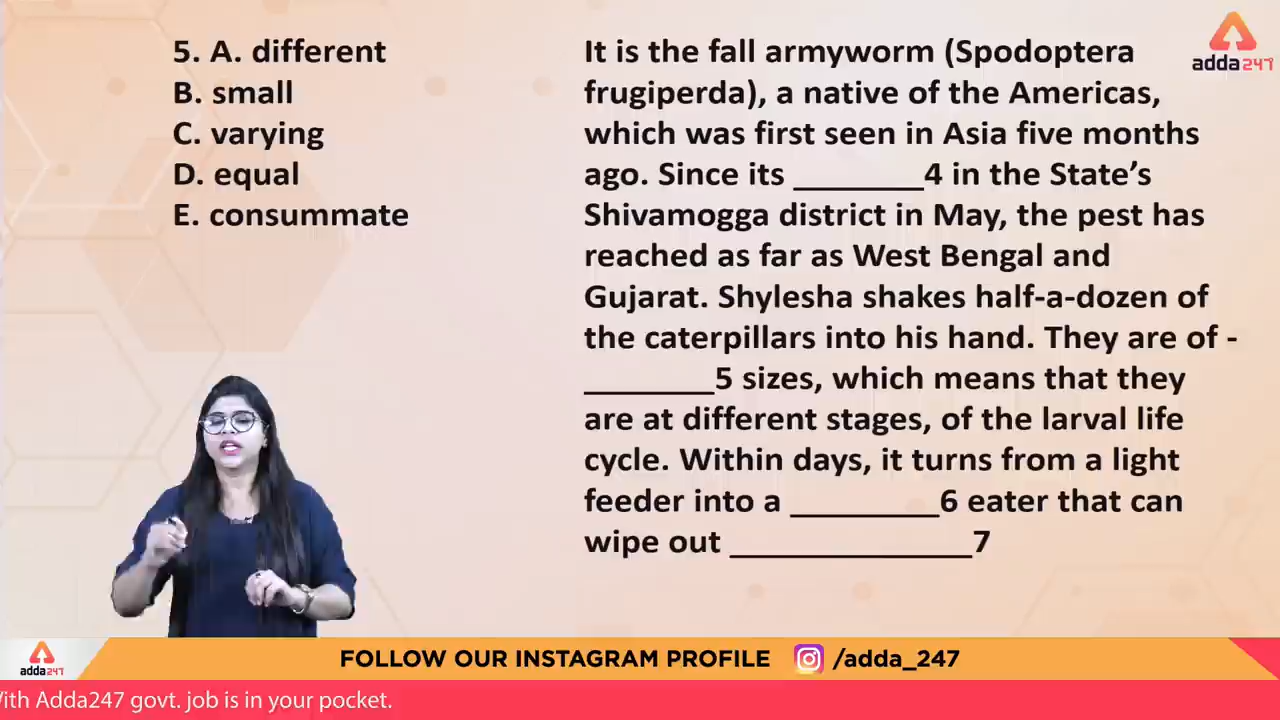 5. A. different
B. small
C. varying
D. equal
E. consummate
It is the fall armyworm (Spodoptera
frugiperda), a native of the Americas,
which was first seen in Asia five months
ago. Since its _______4 in the State’s
Shivamogga district in May, the pest has
reached as far as West Bengal and
Gujarat. Shylesha shakes half-a-dozen of
the caterpillars into his hand. They are of -
_______5 sizes, which means that they
are at different stages, of the larval life
cycle. Within days, it turns from a light
feeder into a ________6 eater that can
wipe out _____________7
adda247
adda247
FOLLOW OUR INSTAGRAM PROFILE /adda_247
With Adda247 govt. job is in your pocket.